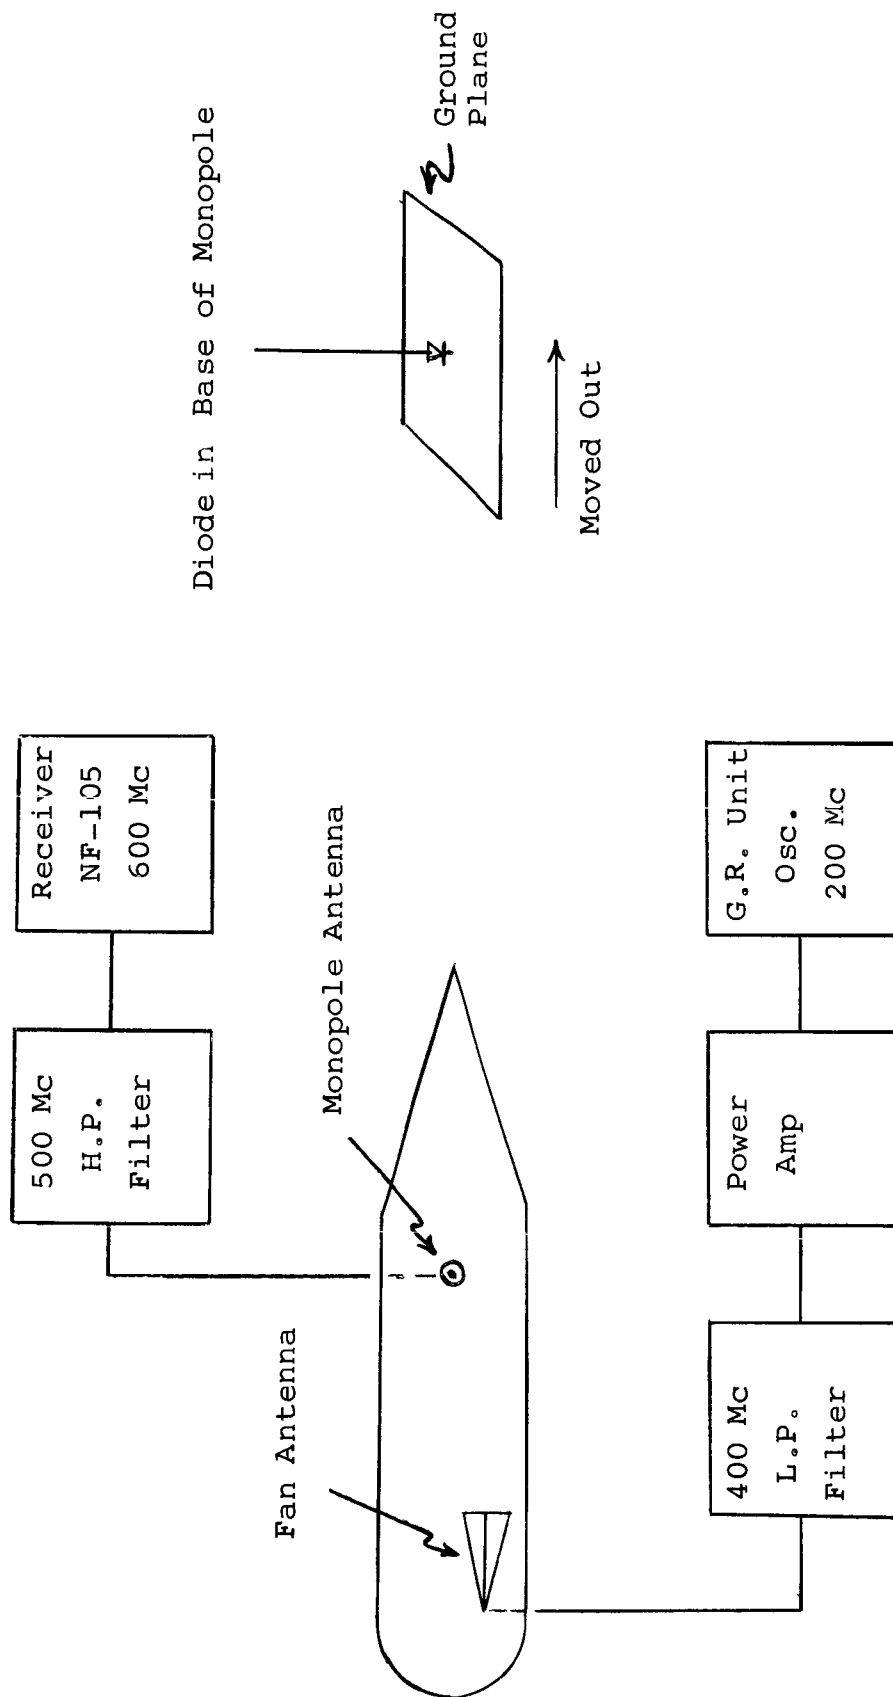 500 Mc
H.P.
Filter
Receiver
NF-105
600 Mc
Diode in Base of Monopole
Fan Antenna
Monopole Antenna
Ground
Plane
Moved Out
400 Mc
L.P.
Filter
Power
Amp
G.R. Unit
Osc.
200 Mc